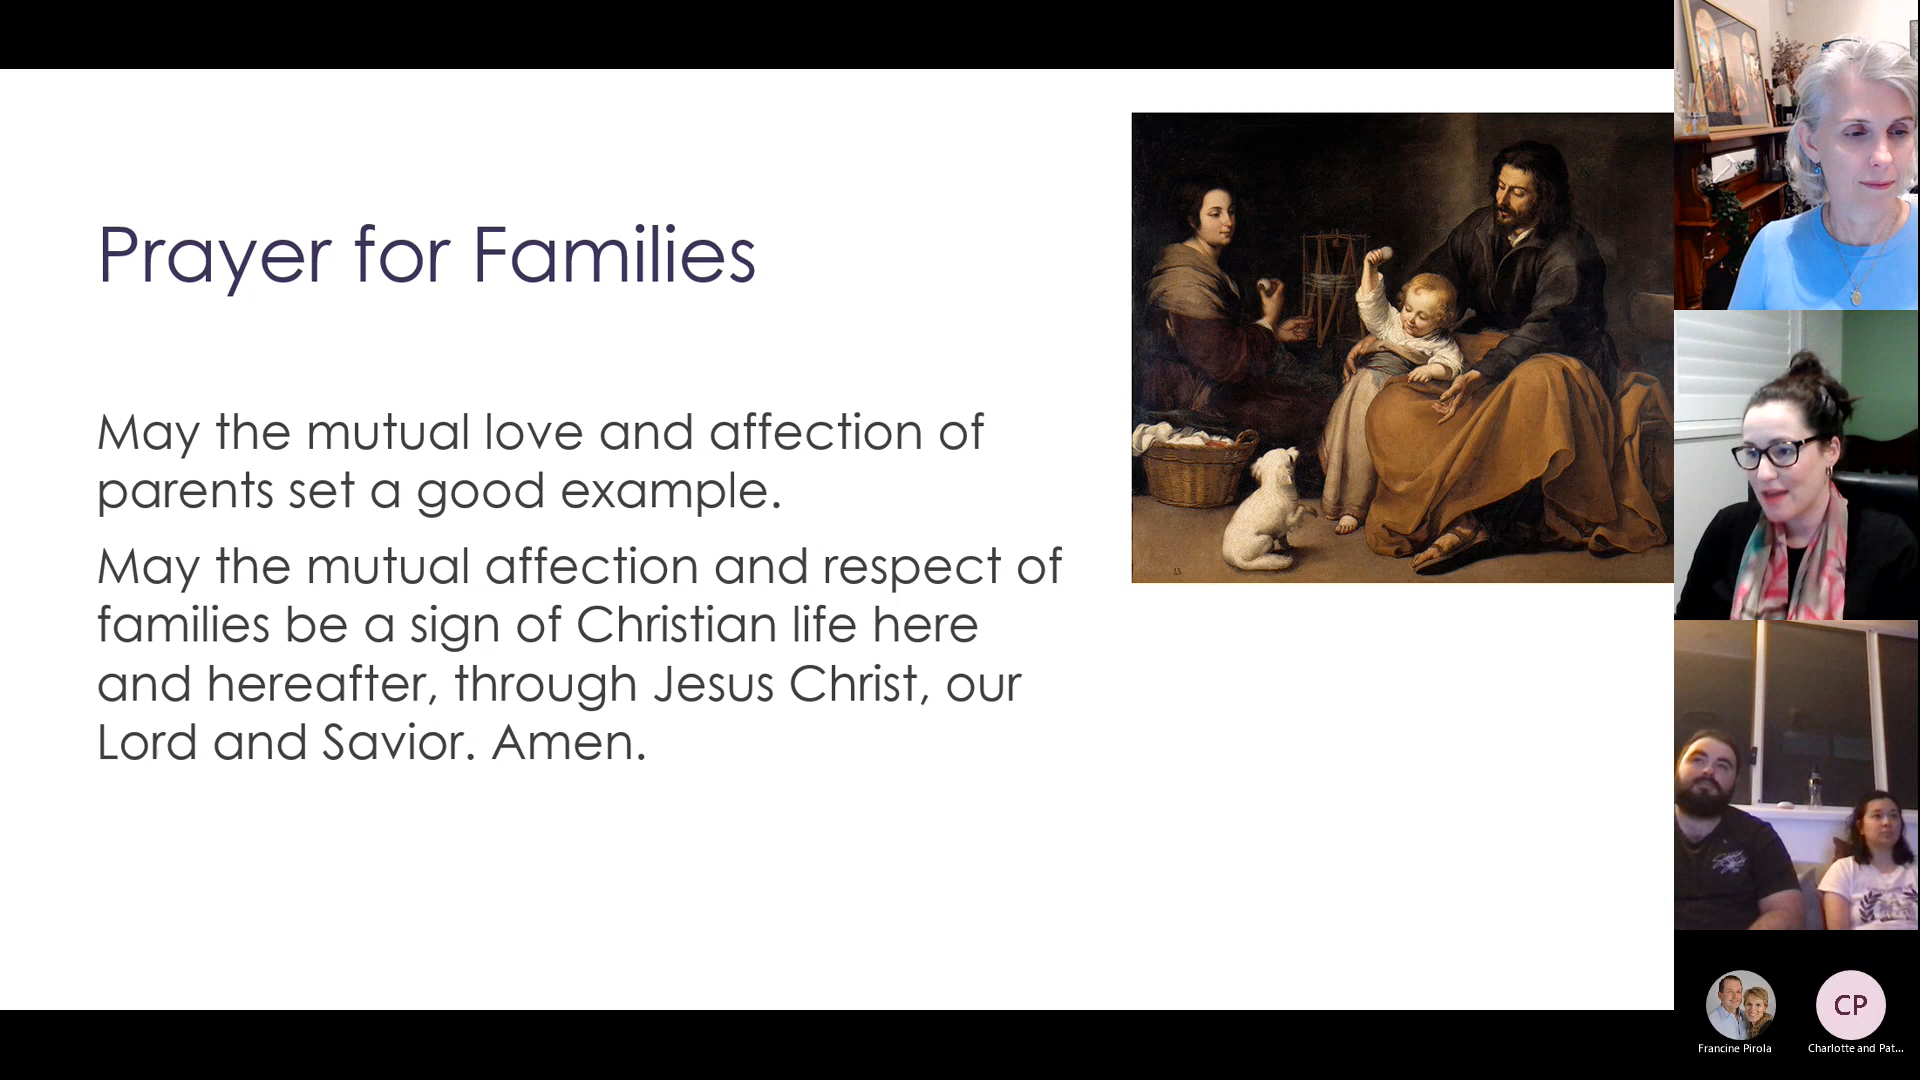 Prayer for Families
May the mutual love and affection of
parents set a good example.
May the mutual affection and respect of
families be a sign of Christian life here
and hereafter, through Jesus Christ, our
Lord and Savior. Amen.
CP
Francine Pirola
Charlotte and Pat...